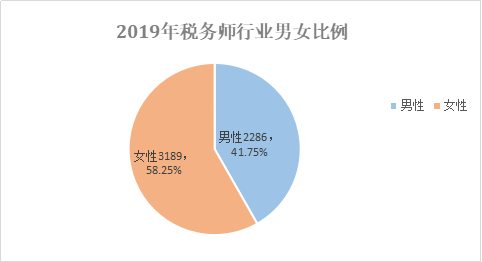 2019年税务师行业男女比例
男性 女性
男性2286，
41.75%
女性3189，
58.25%